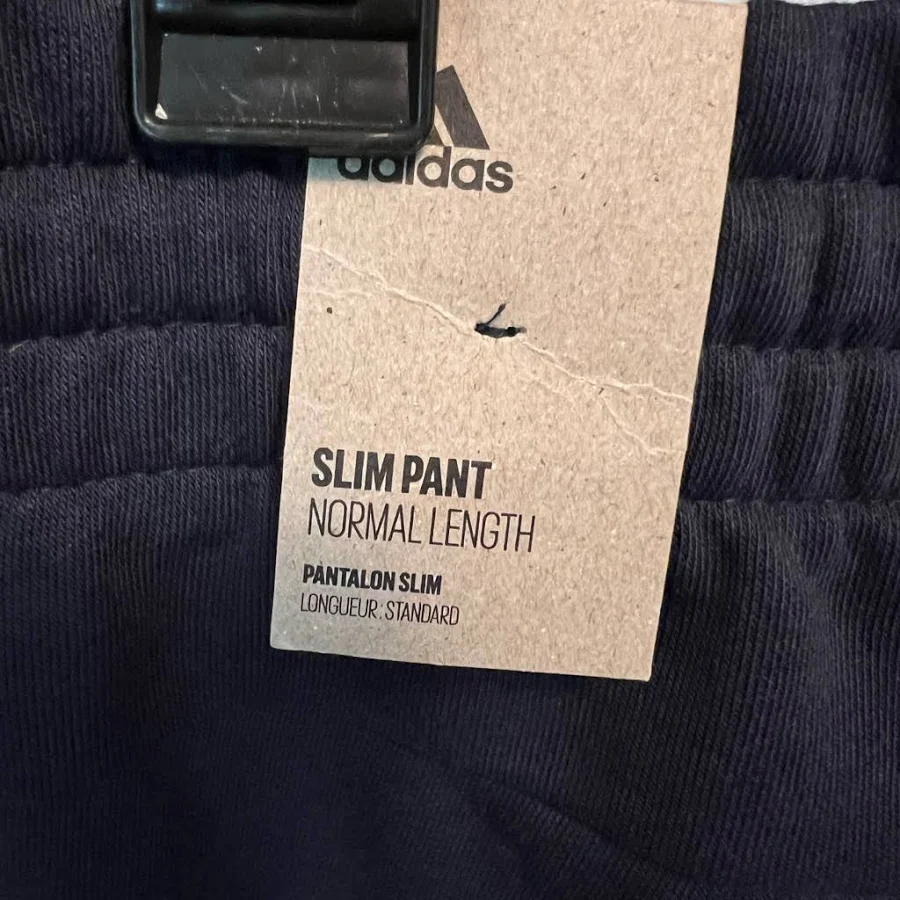 adidas
SLIM PANT
NORMAL LENGTH
PANTALON SLIM
LONGUEUR: STANDARD